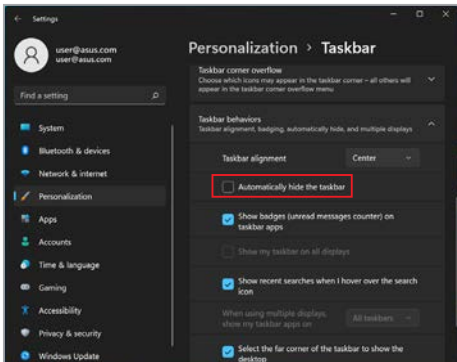 Settings
user@asus.com
user@asus.com
Find a setting
System
Bluetooth & devices
Network & internet
Personalization
Apps
Accounts
Time & language
Gaming
Accessibility
Privacy & security
Windows Update
Personalization > Taskbar
Taskbar corner overflow
Choose which icons may appear in the taskbar corner – all others will
appear in the taskbar corner overflow menu
Taskbar behaviors
Taskbar alignment, badging, automatically hide, and multiple displays
Taskbar alignment
Center
Automatically hide the taskbar
Show badges (unread messages counter) on
taskbar apps
Show my taskbar on all displays
Show recent searches when I hover over the search
icon
When using multiple displays,
show my taskbar apps on
All taskbars
Select the far corner of the taskbar to show the
desktop